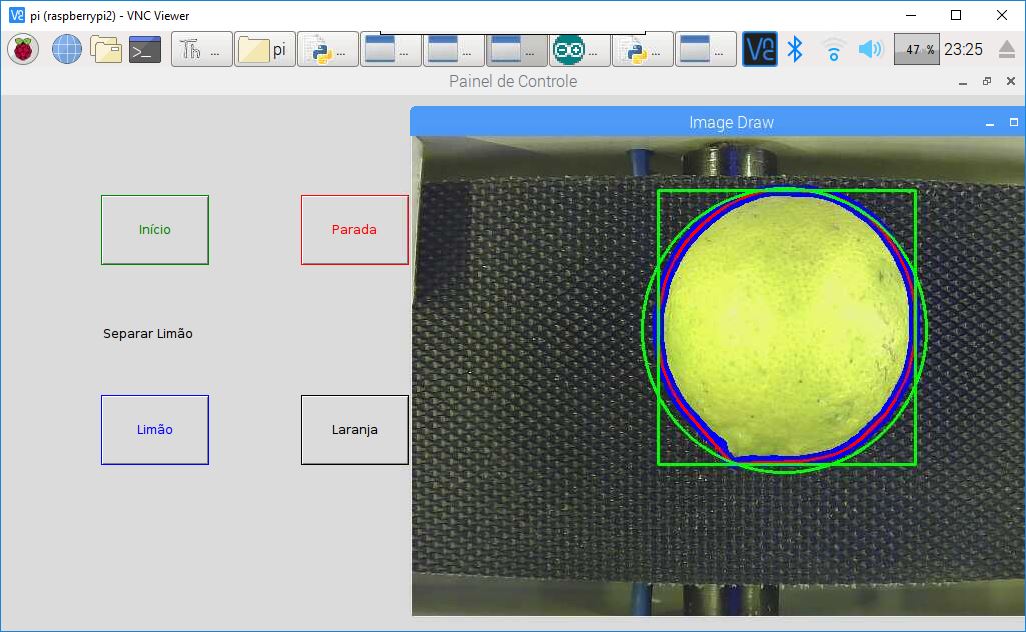 pi (raspberrypi2) - VNC Viewer
Th ... pi ... ... ... ... ... ... ... 47 % 23:25
Painel de Controle
Image Draw
Início
Parada
Separar Limão
Limão
Laranja